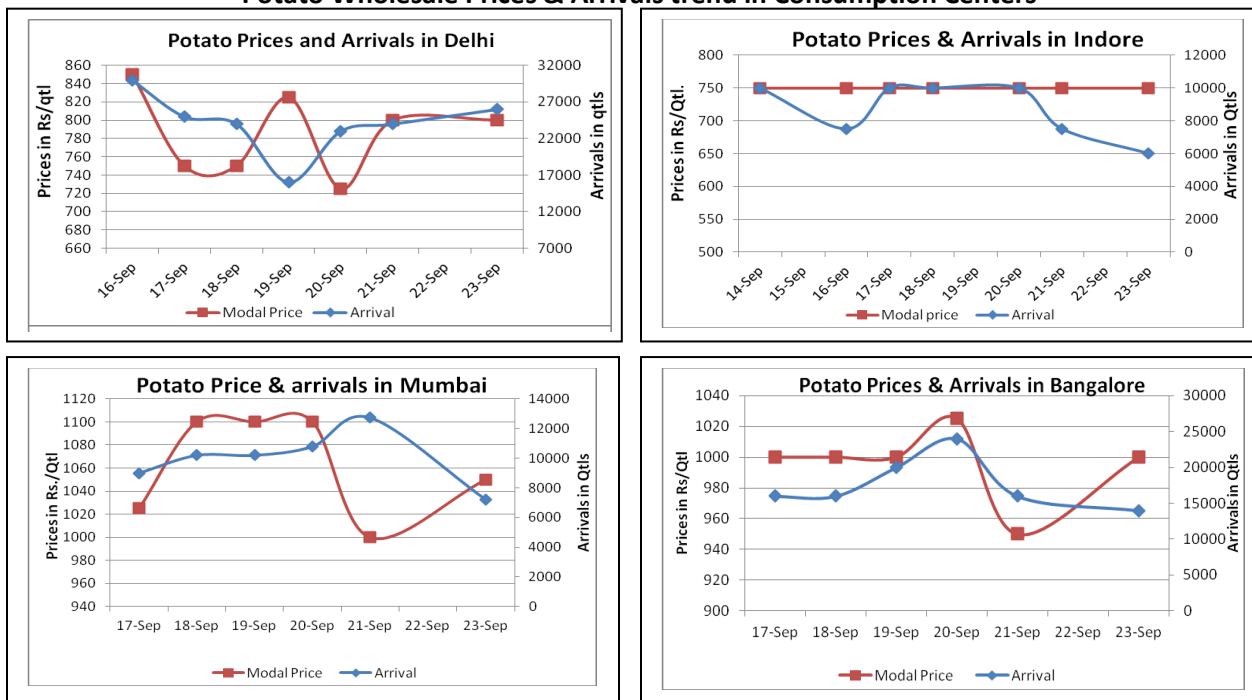 Potato Wholesale Prices & Arrivals trend in Consumption Centers
Potato Prices and Arrivals in Delhi
Prices in Rs/qtl
860
840
820
800
780
760
740
720
700
680
660
32000
27000
22000
17000
12000
7000
Arrivals in qtls
16-Sep
17-Sep
18-Sep
19-Sep
20-Sep
21-Sep
22-Sep
23-Sep
Modal Price
Arrival
Potato Prices & Arrivals in Indore
Prices in Rs/Qtl.
800
750
700
650
600
550
500
12000
10000
8000
6000
4000
2000
0
Arrivals in qtls
14-Sep
15-Sep
16-Sep
17-Sep
18-Sep
19-Sep
20-Sep
21-Sep
22-Sep
23-Sep
Modal price
Arrival
Potato Price & arrivals in Mumbai
Prices in Rs./Qtl
1120
1100
1080
1060
1040
1020
1000
980
960
940
14000
12000
10000
8000
6000
4000
2000
0
Arrivals in Qtls
17-Sep
18-Sep
19-Sep
20-Sep
21-Sep
22-Sep
23-Sep
Modal Price
Arrival
Potato Prices & Arrivals in Bangalore
Prices in Rs/Qtl
1040
1020
1000
980
960
940
920
900
30000
25000
20000
15000
10000
5000
0
Arrivals in Qtls
17-Sep
18-Sep
19-Sep
20-Sep
21-Sep
22-Sep
23-Sep
Modal Price
Arrival